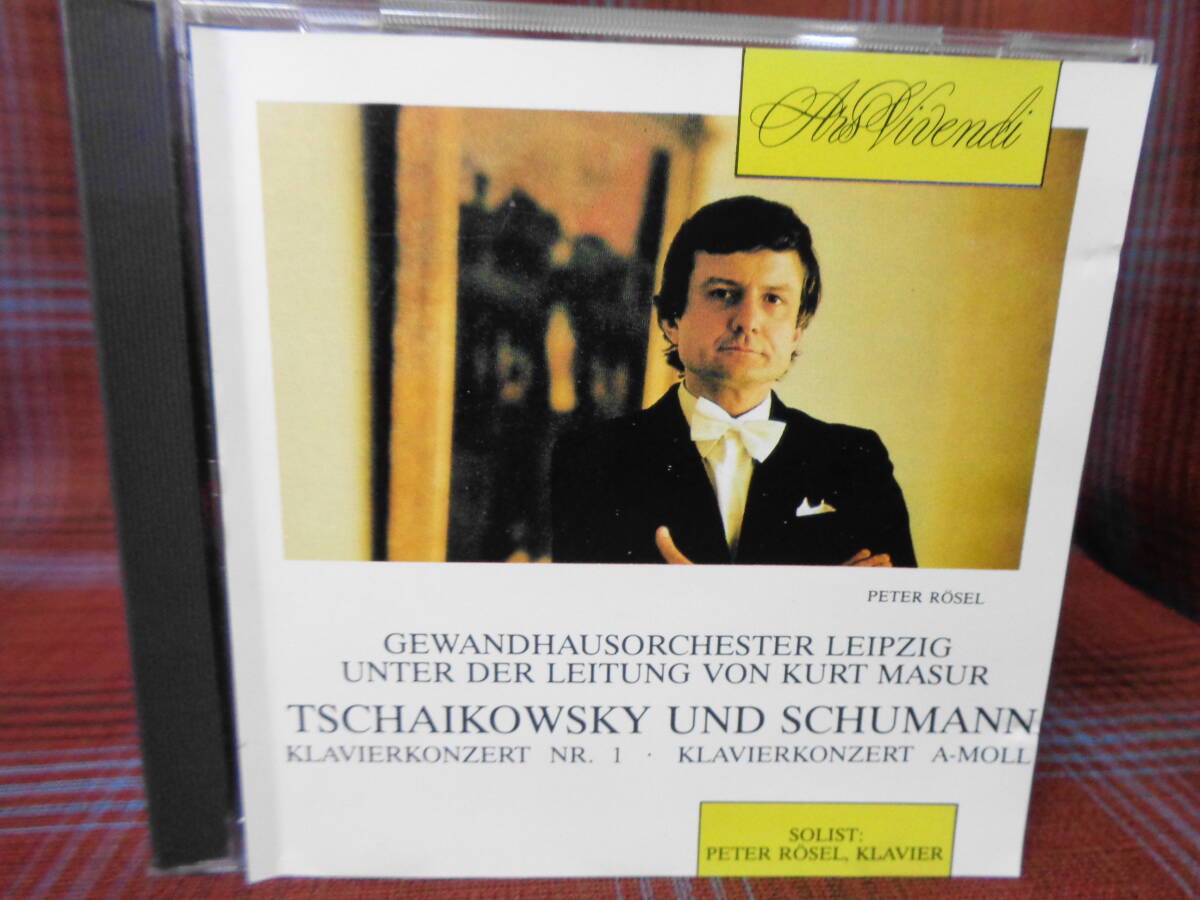 Ars Vivendi
PETER RÖSEL
GEWANDHAUSORCHESTER LEIPZIG
UNTER DER LEITUNG VON KURT MASUR
TSCHAIKOWSKY UND SCHUMANN
KLAVIERKONZERT NR. 1 · KLAVIERKONZERT A-MOLL
SOLIST:
PETER RÖSEL, KLAVIER